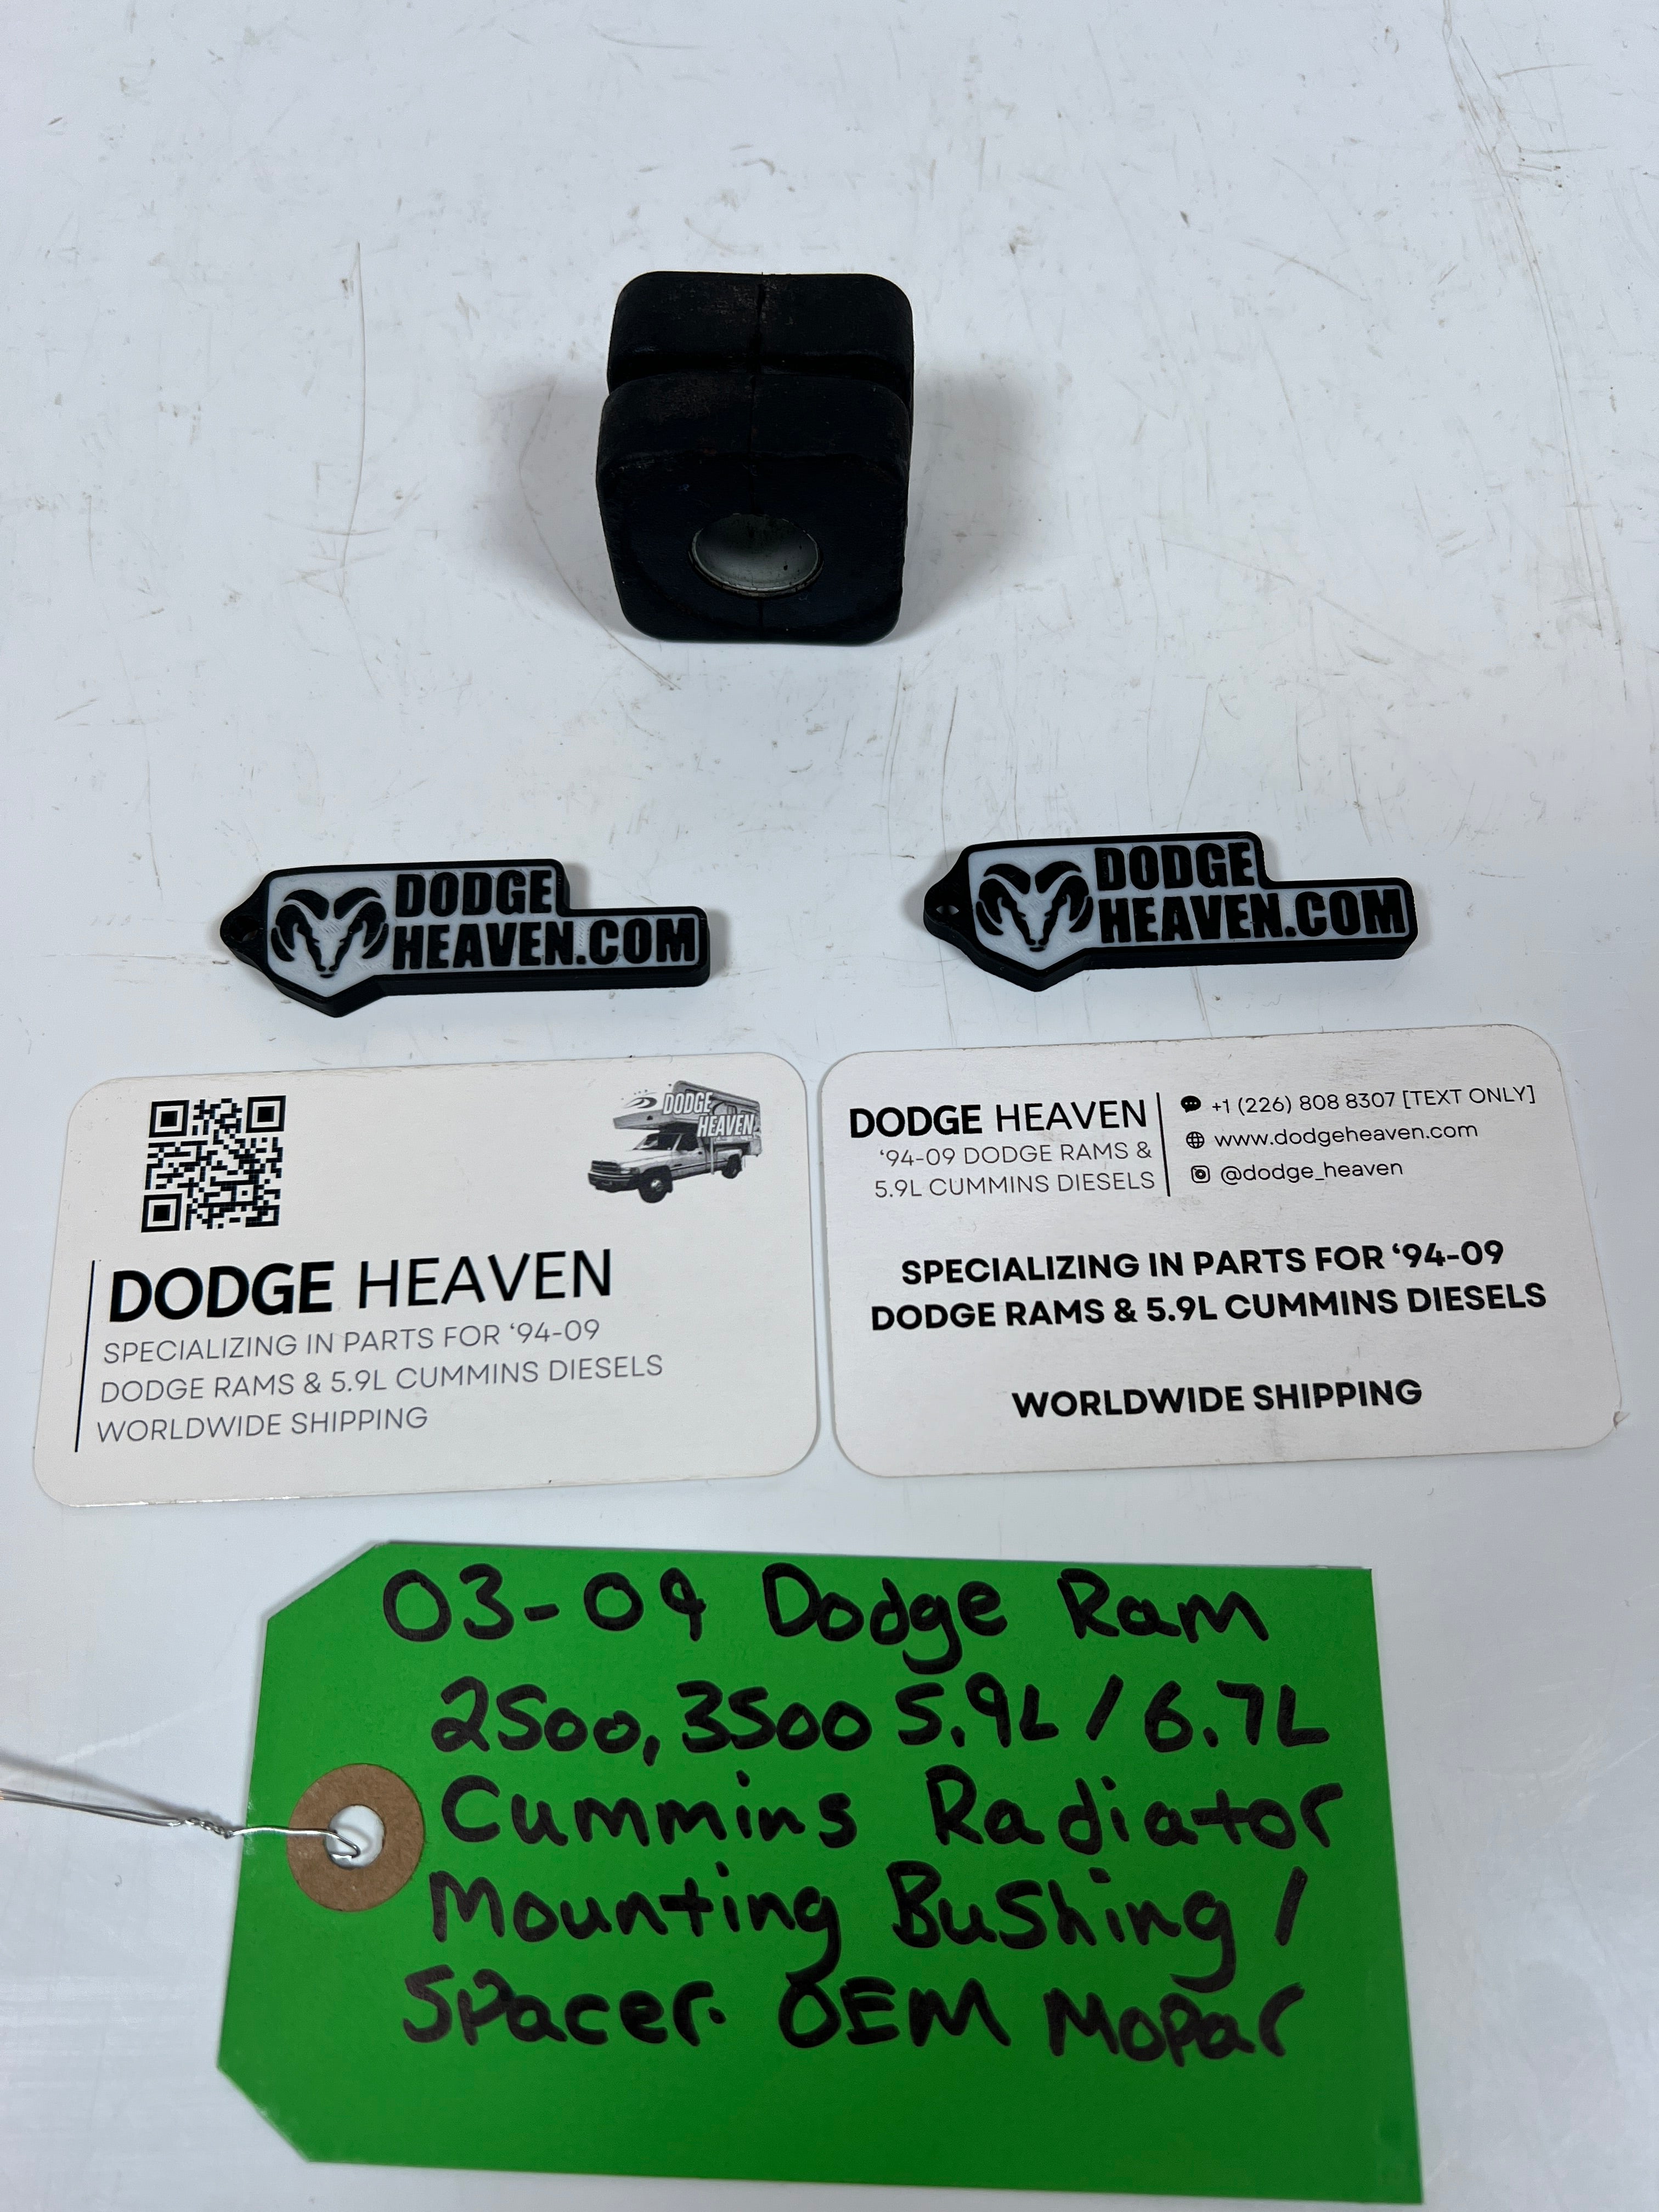 DODGE
HEAVEN.COM
DODGE
HEAVEN.COM
DODGE
HEAVEN
DODGE HEAVEN
SPECIALIZING IN PARTS FOR ‘94-09
DODGE RAMS & 5.9L CUMMINS DIESELS
WORLDWIDE SHIPPING
DODGE HEAVEN
‘94-09 DODGE RAMS &
5.9L CUMMINS DIESELS
+1 (226) 808 8307 [TEXT ONLY]
www.dodgeheaven.com
@dodge_heaven
SPECIALIZING IN PARTS FOR ‘94-09
DODGE RAMS & 5.9L CUMMINS DIESELS
WORLDWIDE SHIPPING
03-09 Dodge Ram
2500, 3500 5.9L / 6.7L
Cummins Radiator
Mounting Bushing /
Spacer. OEM Mopar